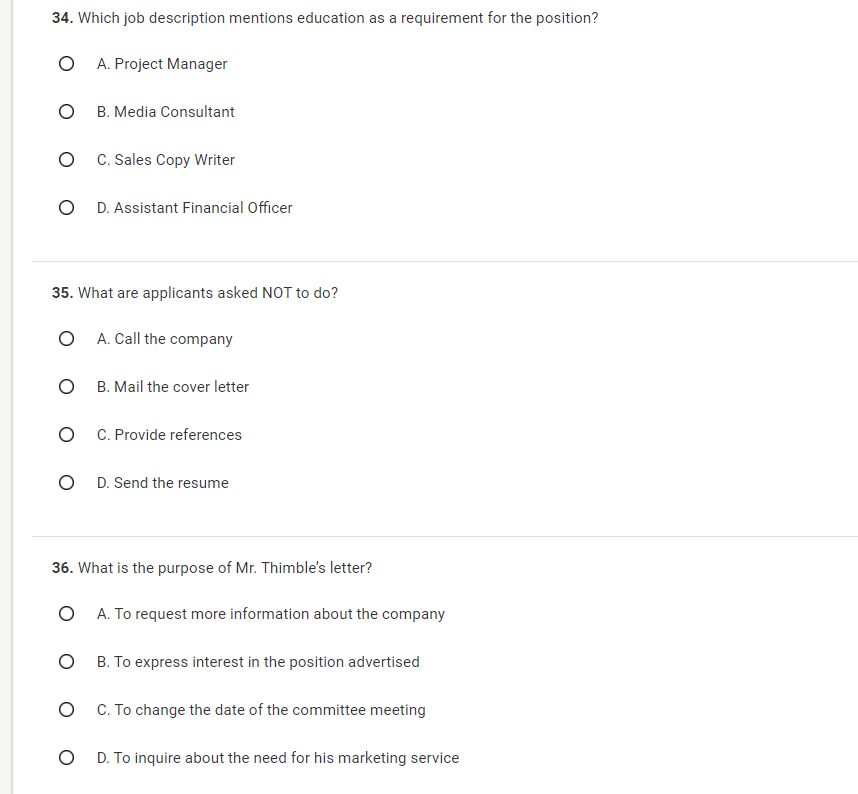 34. Which job description mentions education as a requirement for the position?
A. Project Manager
B. Media Consultant
C. Sales Copy Writer
D. Assistant Financial Officer
35. What are applicants asked NOT to do?
A. Call the company
B. Mail the cover letter
C. Provide references
D. Send the resume
36. What is the purpose of Mr. Thimble's letter?
A. To request more information about the company
B. To express interest in the position advertised
C. To change the date of the committee meeting
D. To inquire about the need for his marketing service